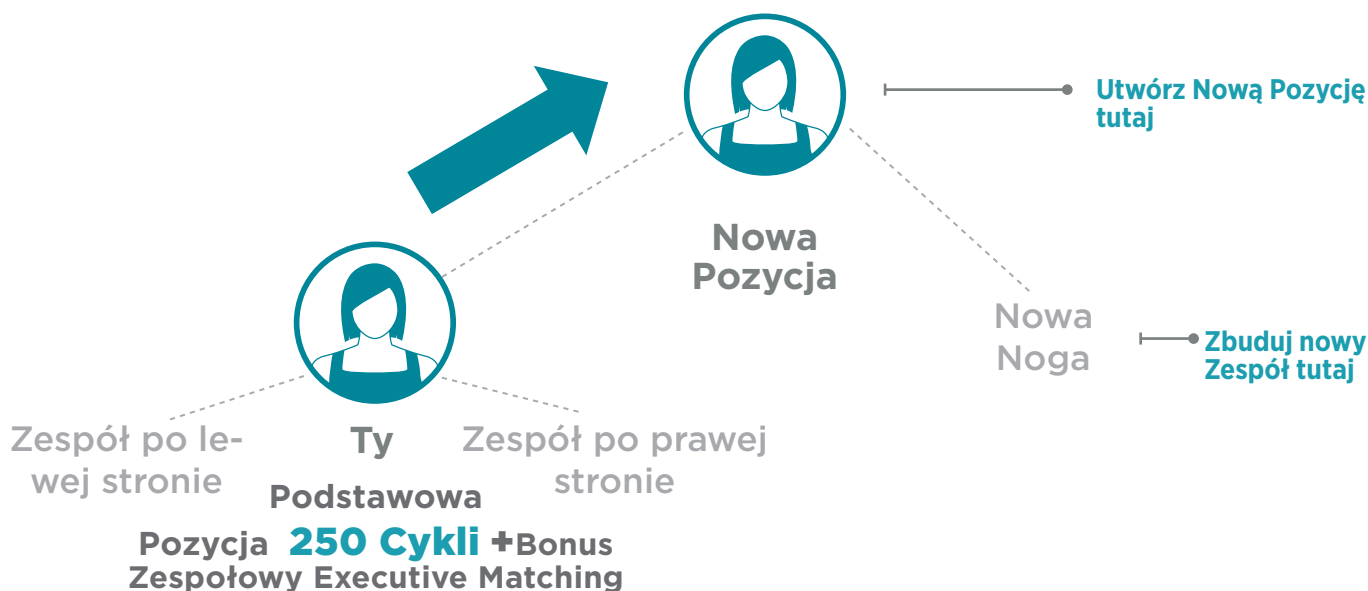 Utwórz Nową Pozycję
tutaj
Nowa
Pozycja
Nowa
Noga
Zbuduj nowy
Zespół tutaj
Zespół po le-
wej stronie
Ty
Zespół po prawej
stronie
Podstawowa
Pozycja 250 Cykli +Bonus
Zespołowy Executive Matching